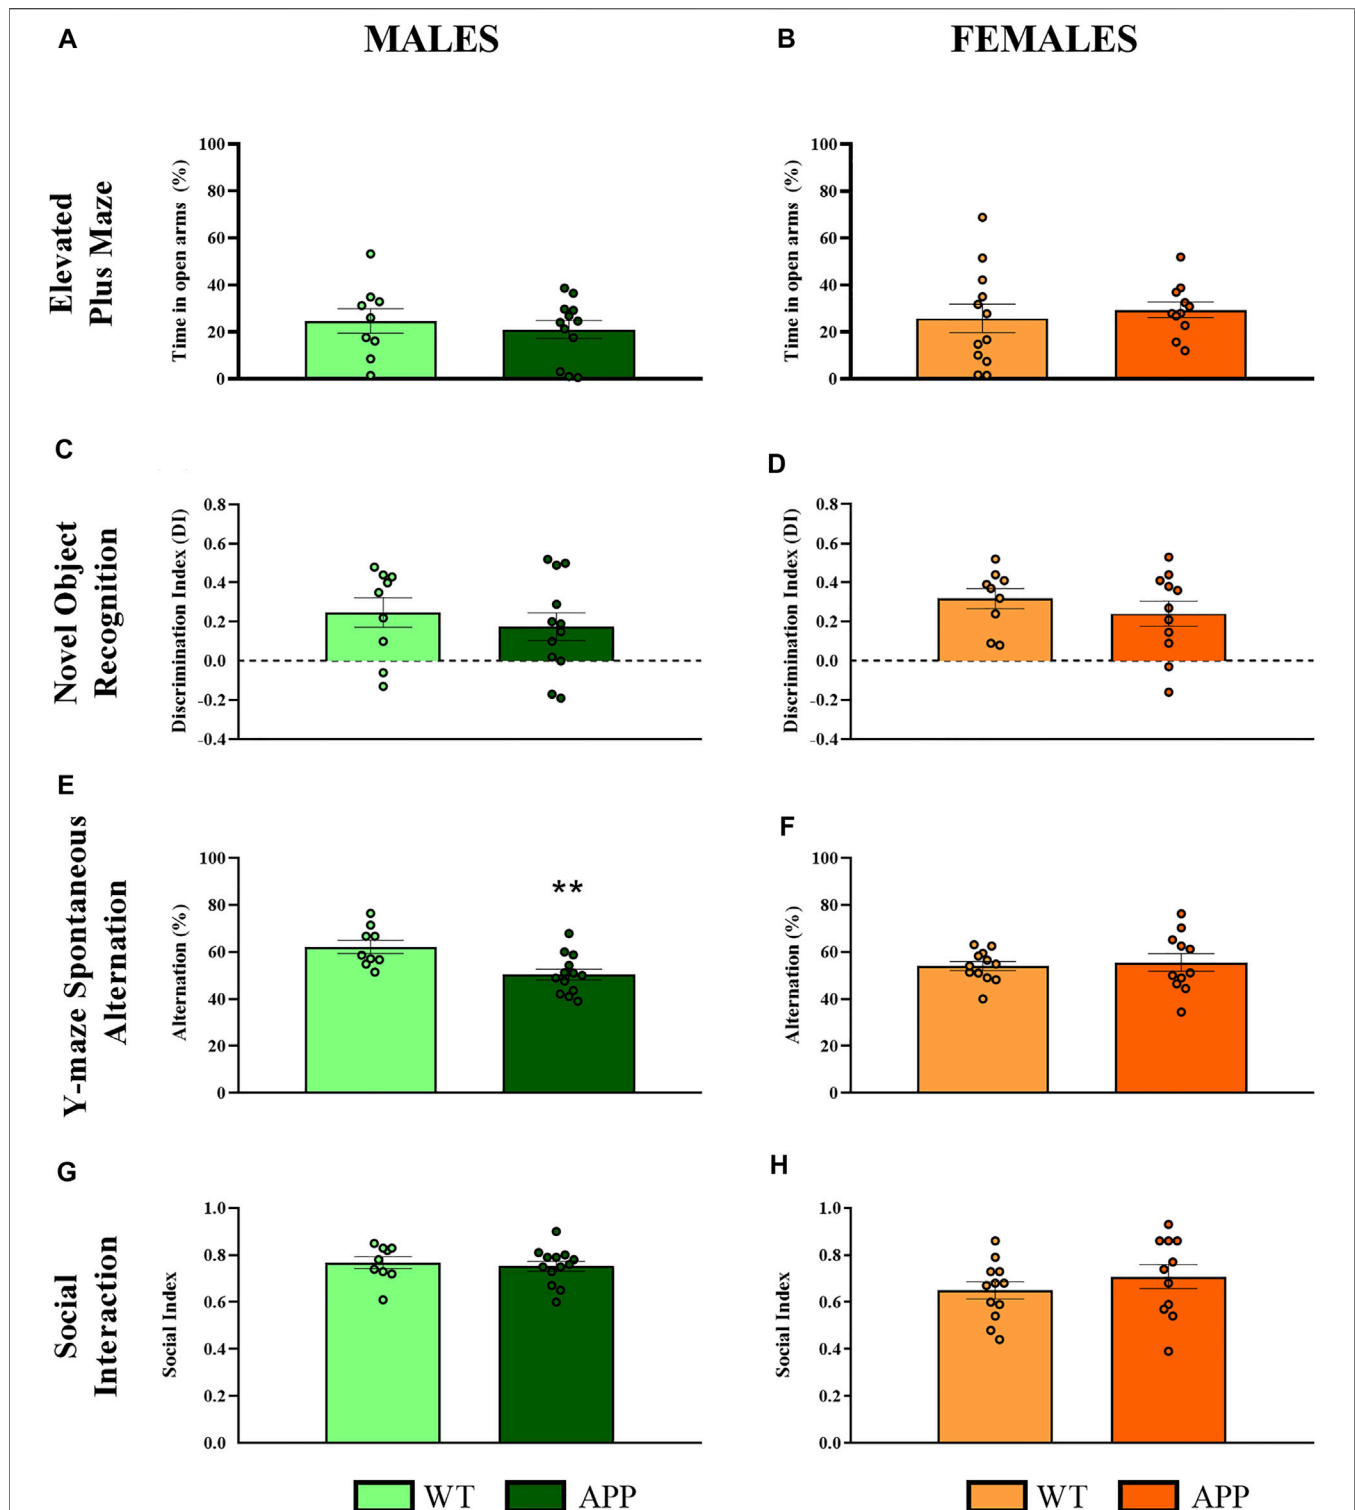 A
MALES
B
FEMALES
Elevated
Plus Maze
Time in open arms (%)
100
80
60
40
20
0
Time in open arms (%)
100
80
60
40
20
0
C
D
Novel Object
Recognition
Discrimination Index (DI)
0.8
0.6
0.4
0.2
0.0
-0.2
-0.4
Discrimination Index (DI)
0.8
0.6
0.4
0.2
0.0
-0.2
-0.4
E
F
Y-maze Spontaneous
Alternation
Alternation (%)
100
80
60
40
20
0
**
Alternation (%)
100
80
60
40
20
0
G
H
Social
Interaction
Social Index
1.0
0.8
0.6
0.4
0.2
0.0
Social Index
1.0
0.8
0.6
0.4
0.2
0.0
WT
APP
WT
APP